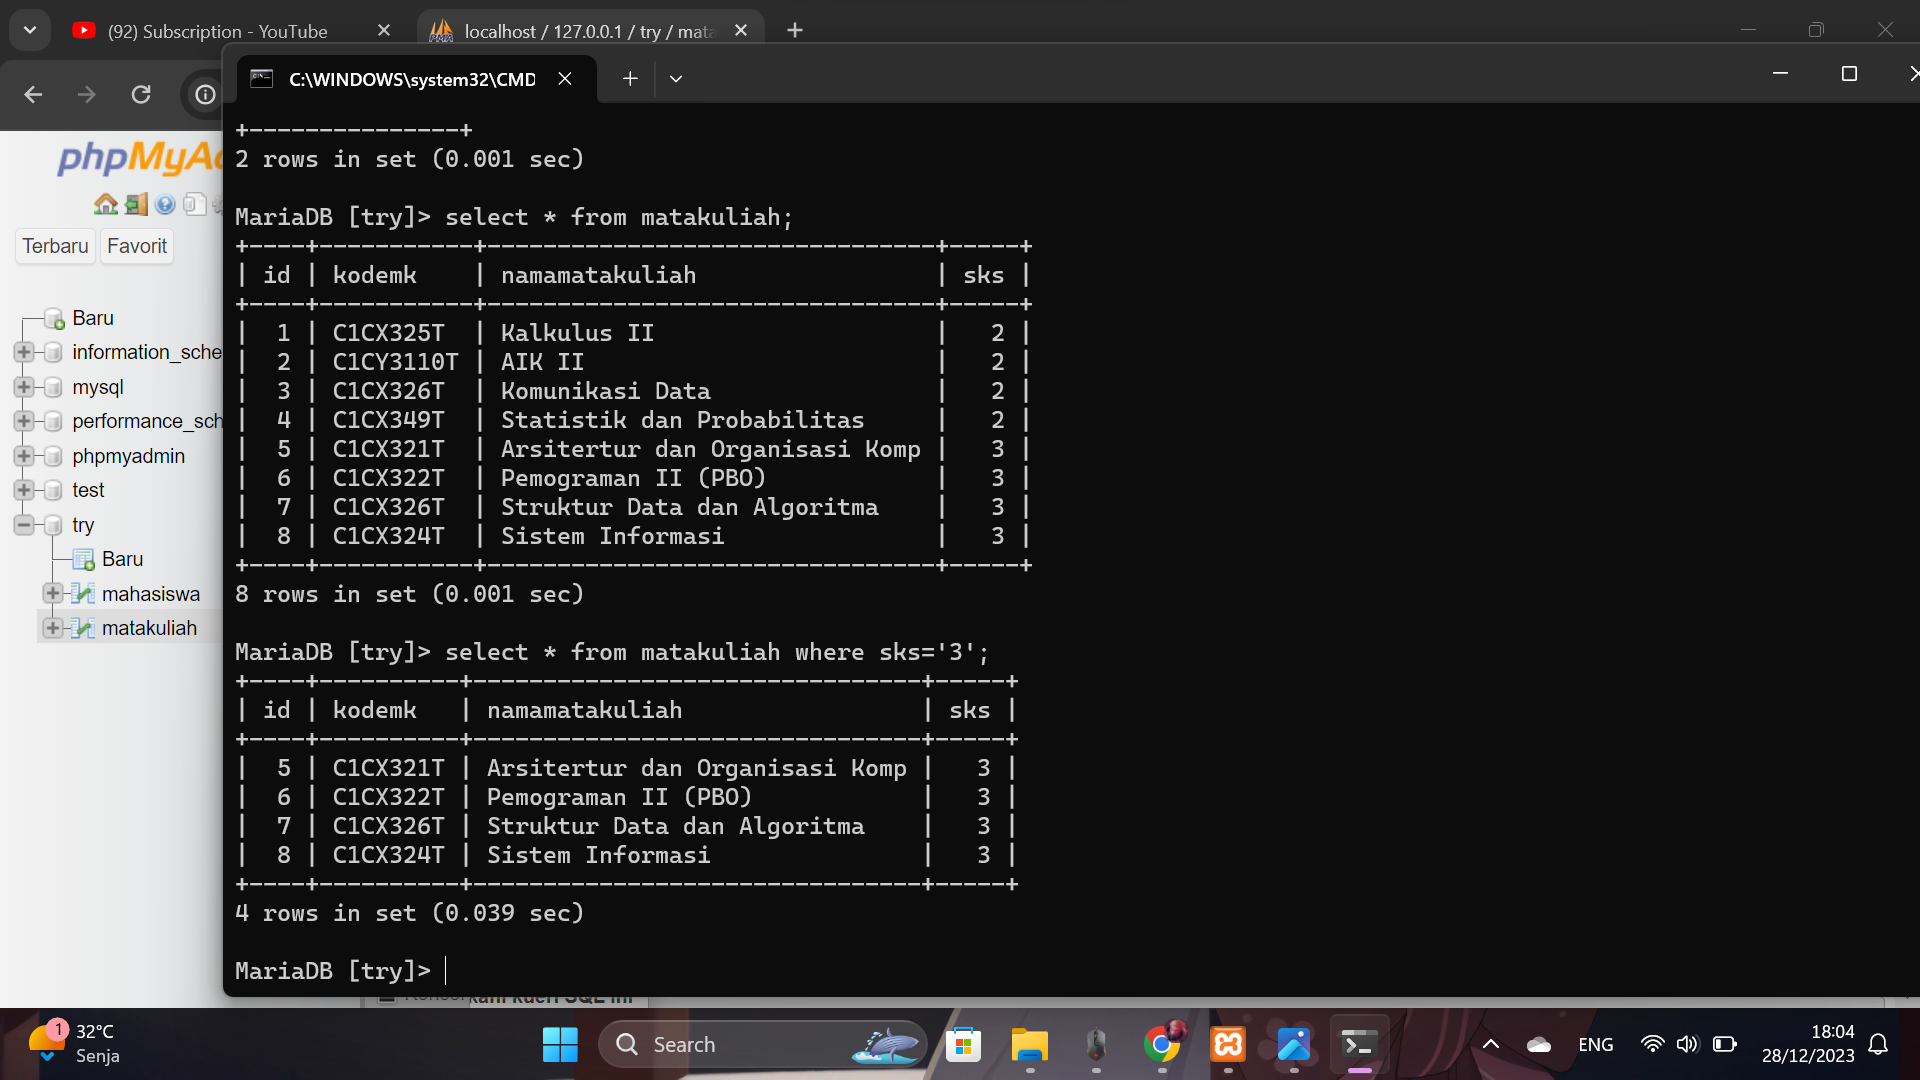 (92) Subscription - YouTube
localhost / 127.0.0.1 / try / mata
C:\WINDOWS\system32\CMD
phpMyAd
Terbaru Favorit
Baru
information_sche
mysql
performance_sch
phpmyadmin
test
try
Baru
mahasiswa
matakuliah
+---------------+
2 rows in set (0.001 sec)
MariaDB [try]> select * from matakuliah;
+----+-----------+--------------------------------+-----+
| id | kodemk    | namamatakuliah                 | sks |
+----+-----------+--------------------------------+-----+
|  1 | C1CX325T  | Kalkulus II                    |   2 |
|  2 | C1CY3110T | AIK II                         |   2 |
|  3 | C1CX326T  | Komunikasi Data                |   2 |
|  4 | C1CX349T  | Statistik dan Probabilitas     |   2 |
|  5 | C1CX321T  | Arsitertur dan Organisasi Komp |   3 |
|  6 | C1CX322T  | Pemograman II (PBO)            |   3 |
|  7 | C1CX326T  | Struktur Data dan Algoritma    |   3 |
|  8 | C1CX324T  | Sistem Informasi               |   3 |
+----+-----------+--------------------------------+-----+
8 rows in set (0.001 sec)
MariaDB [try]> select * from matakuliah where sks='3';
+----+----------+--------------------------------+-----+
| id | kodemk   | namamatakuliah                 | sks |
+----+----------+--------------------------------+-----+
|  5 | C1CX321T | Arsitertur dan Organisasi Komp |   3 |
|  6 | C1CX322T | Pemograman II (PBO)            |   3 |
|  7 | C1CX326T | Struktur Data dan Algoritma    |   3 |
|  8 | C1CX324T | Sistem Informasi               |   3 |
+----+----------+--------------------------------+-----+
4 rows in set (0.039 sec)
MariaDB [try]>
1
32°C
Senja
Search
ENG
18:04
28/12/2023